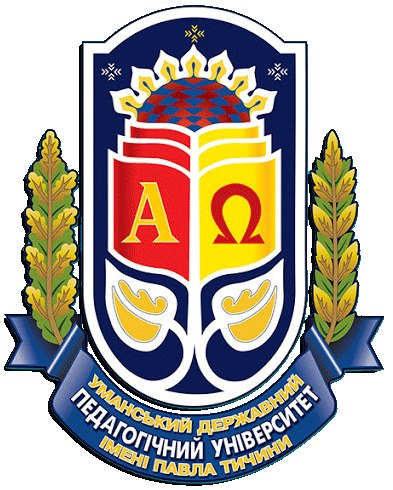 А Ω
УМАНСЬКИЙ ДЕРЖАВНИЙ
ПЕДАГОГІЧНИЙ УНІВЕРСИТЕТ
ІМЕНІ ПАВЛА ТИЧИНИ